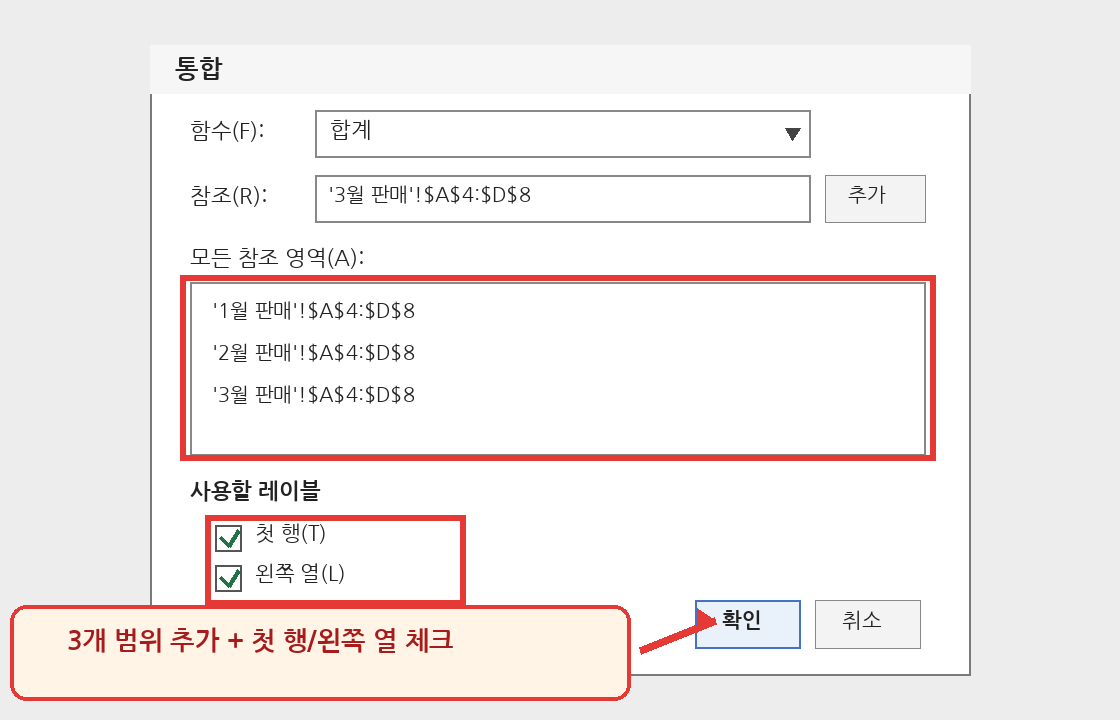 통합
함수(F):
합계
참조(R):
'3월 판매'!$A$4:$D$8
추가
모든 참조 영역(A):
'1월 판매'!$A$4:$D$8
'2월 판매'!$A$4:$D$8
'3월 판매'!$A$4:$D$8
사용할 레이블
첫 행(T)
왼쪽 열(L)
3개 범위 추가 + 첫 행/왼쪽 열 체크
확인
취소